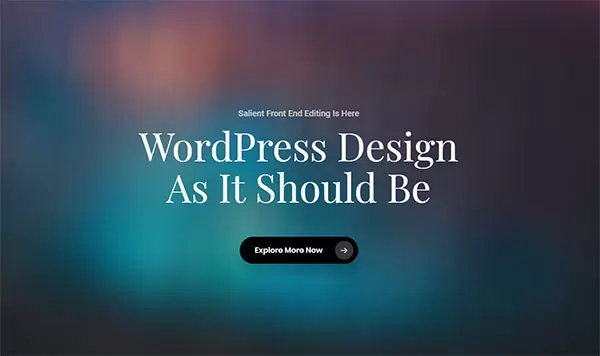 Salient Front End Editing Is Here
WordPress Design
As It Should Be
Explore More Now